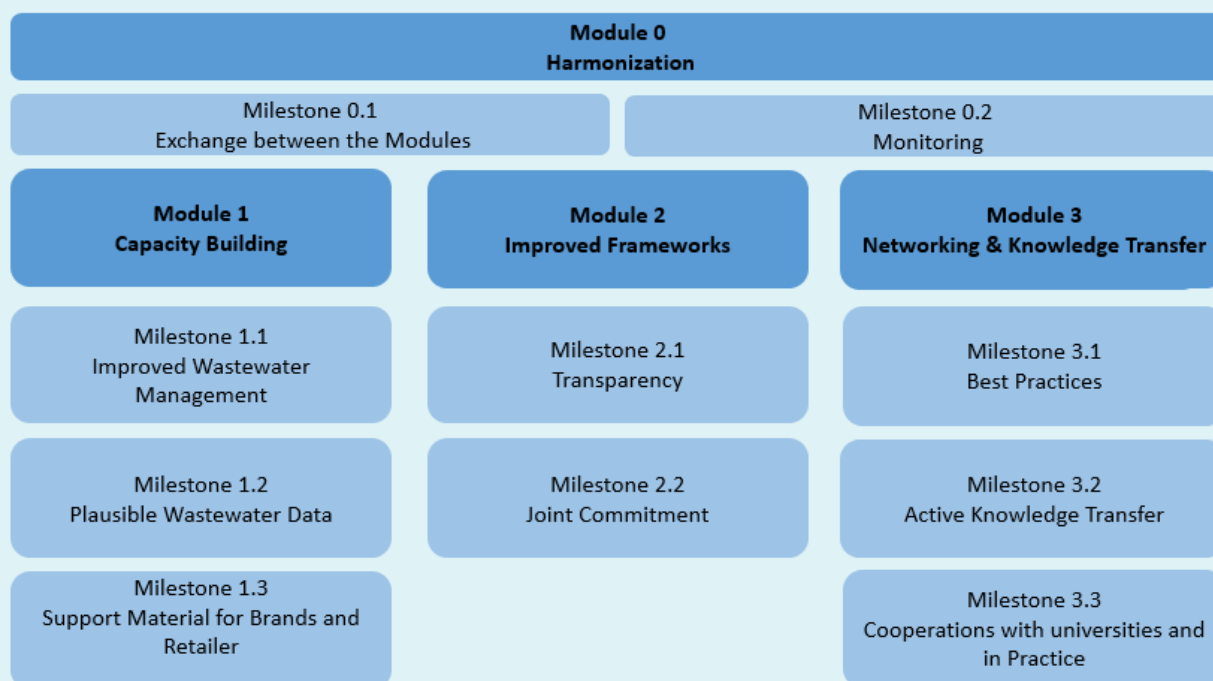 Module 0
Harmonization
Milestone 0.1
Exchange between the Modules
Milestone 0.2
Monitoring
Module 1
Capacity Building
Module 2
Improved Frameworks
Module 3
Networking & Knowledge Transfer
Milestone 1.1
Improved Wastewater
Management
Milestone 2.1
Transparency
Milestone 3.1
Best Practices
Milestone 1.2
Plausible Wastewater Data
Milestone 2.2
Joint Commitment
Milestone 3.2
Active Knowledge Transfer
Milestone 1.3
Support Material for Brands and
Retailer
Milestone 3.3
Cooperations with universities and
in Practice